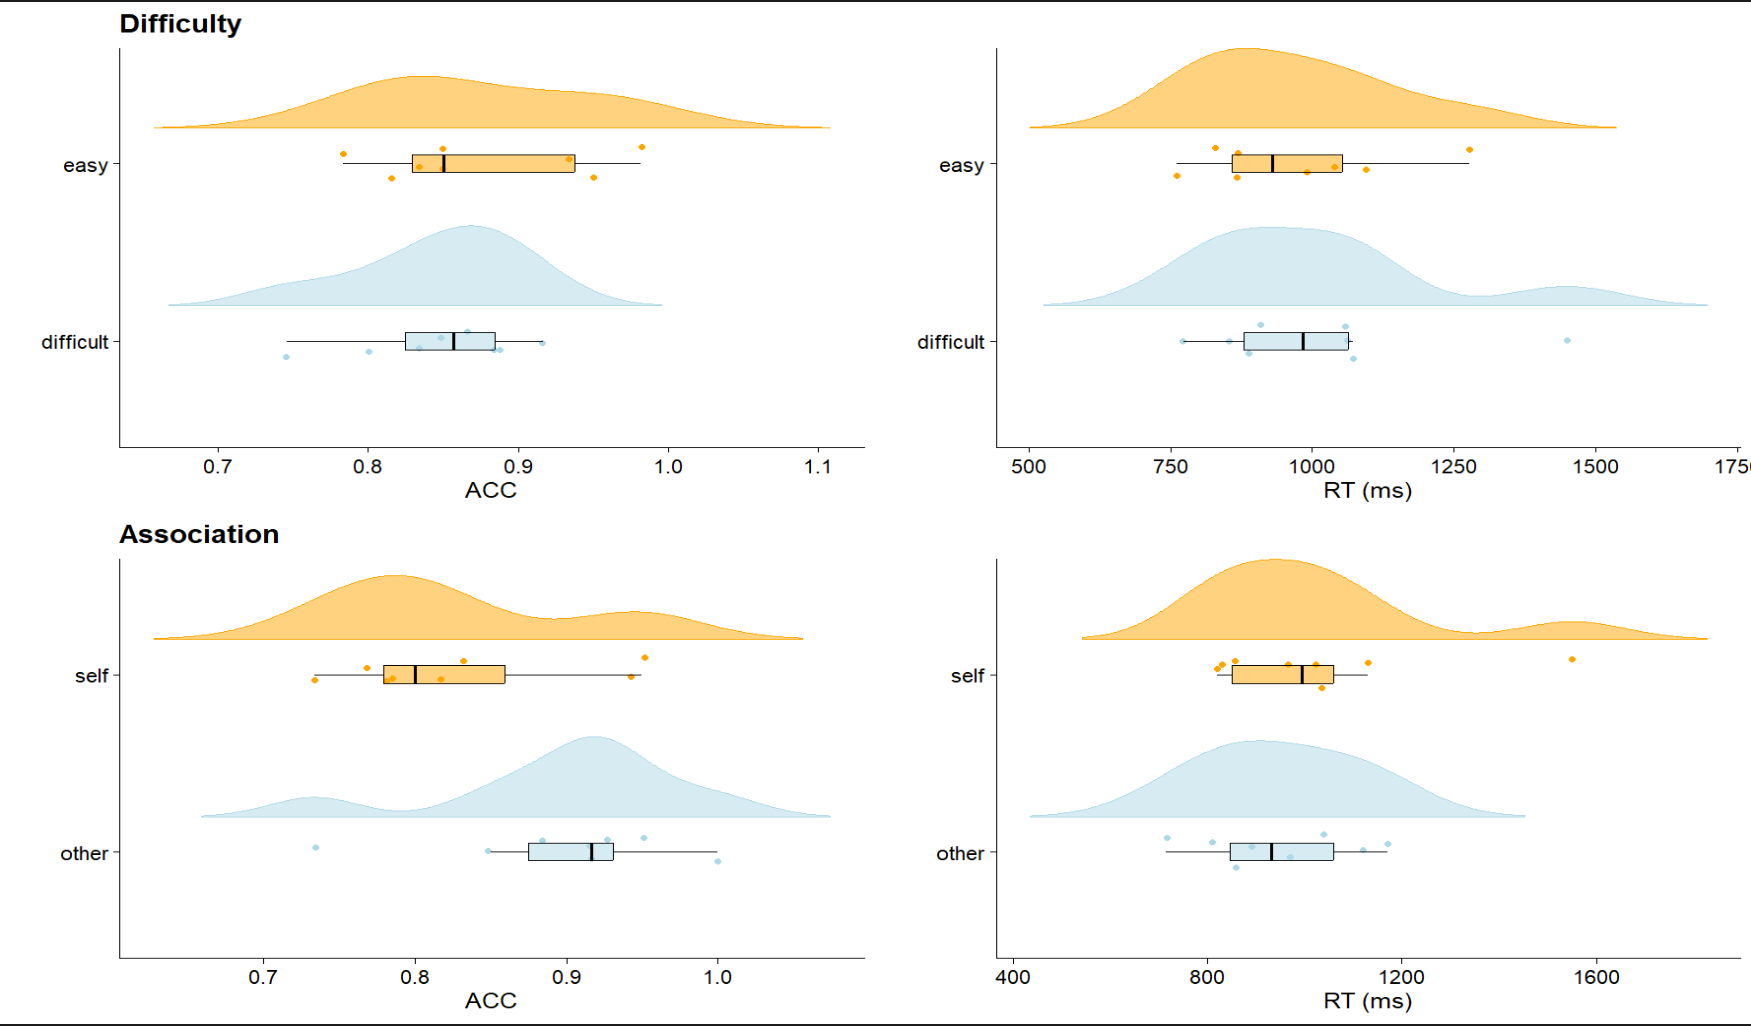 Difficulty
easy
difficult
0.7 0.8 0.9 1.0 1.1
ACC
easy
difficult
500 750 1000 1250 1500 175
RT (ms)
Association
self
other
0.7 0.8 0.9 1.0
ACC
self
other
400 800 1200 1600
RT (ms)